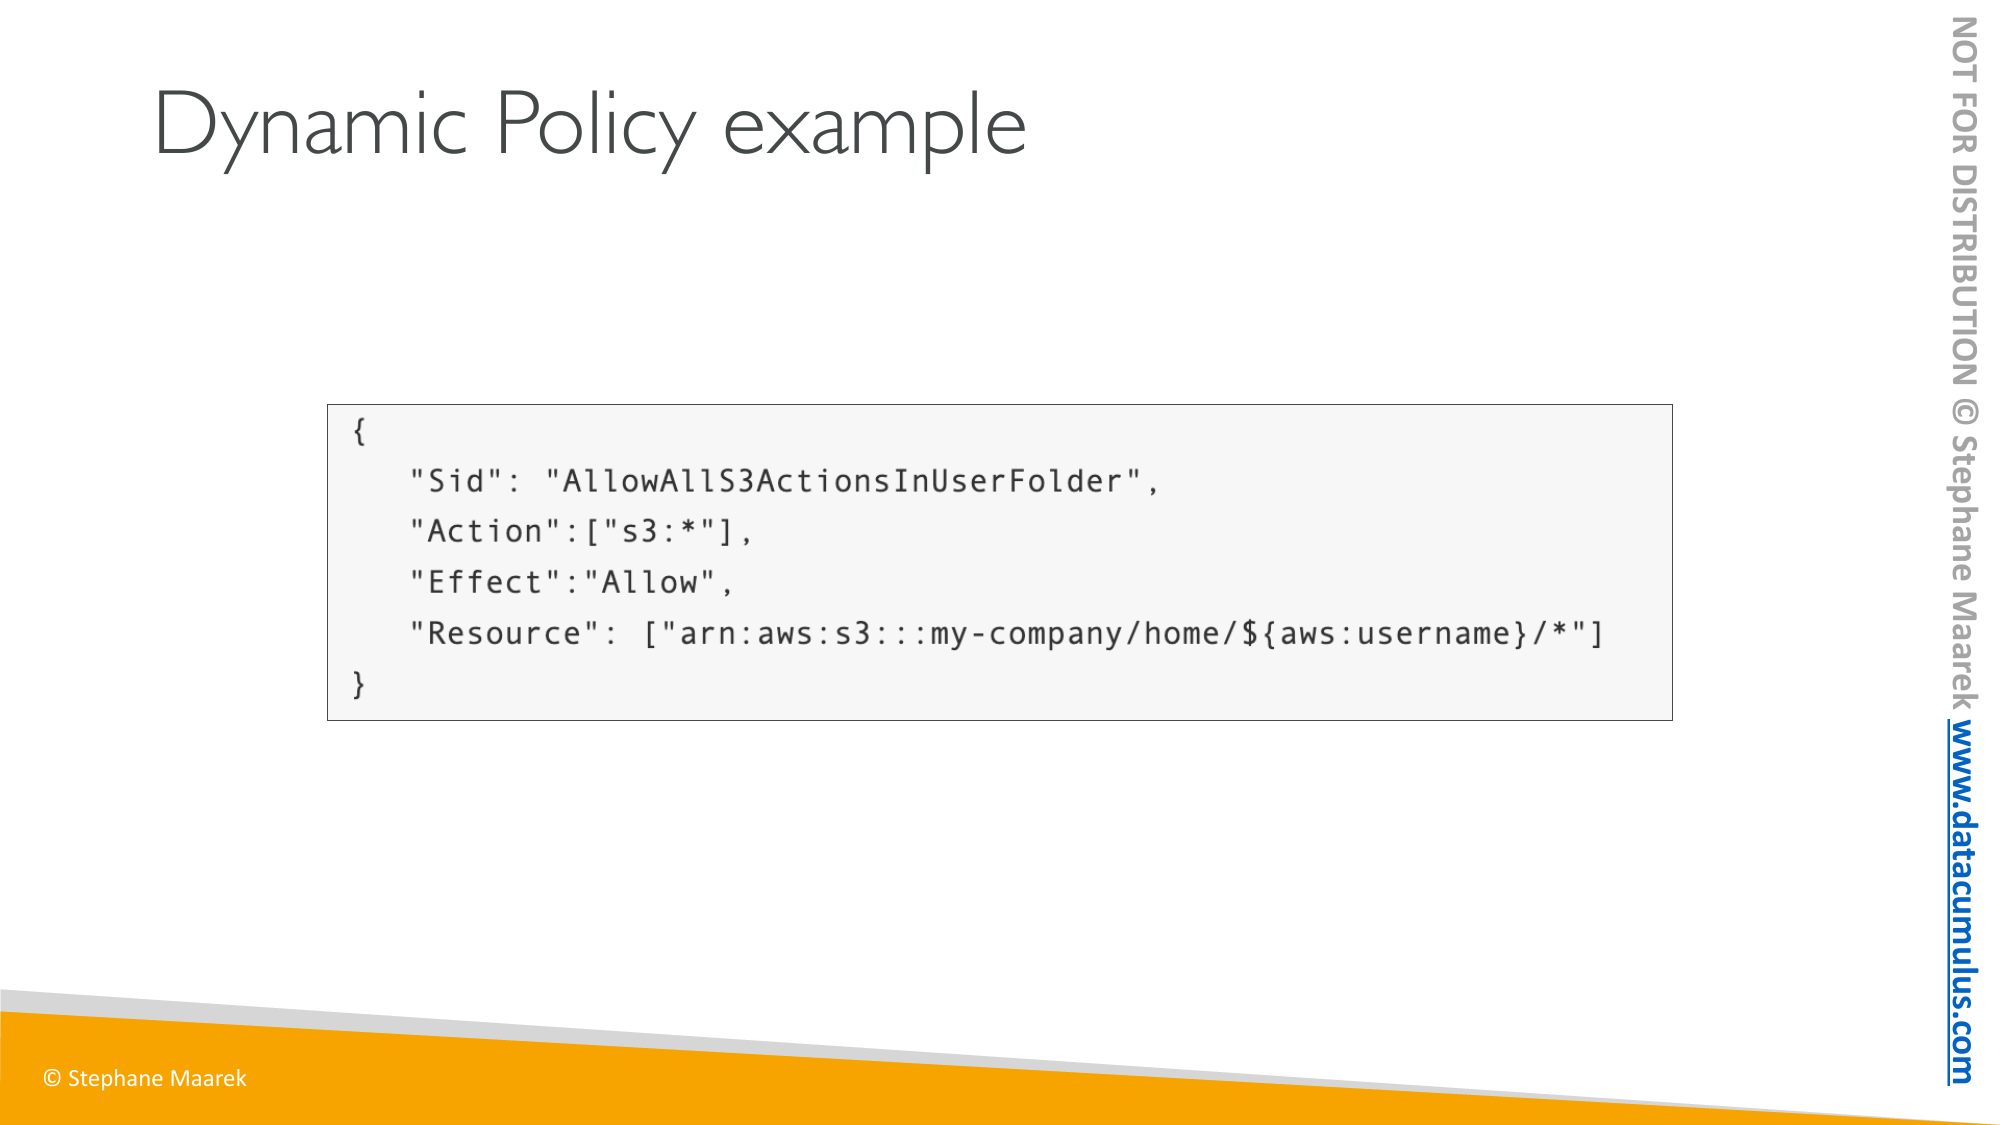 Dynamic Policy example
{
"Sid": "AllowAllS3ActionsInUserFolder",
"Action":["s3:*"],
"Effect":"Allow",
"Resource": ["arn:aws:s3:::my-company/home/${aws:username}/*"]
}
© Stephane Maarek
NOT FOR DISTRIBUTION © Stephane Maarek www.datacumulus.com